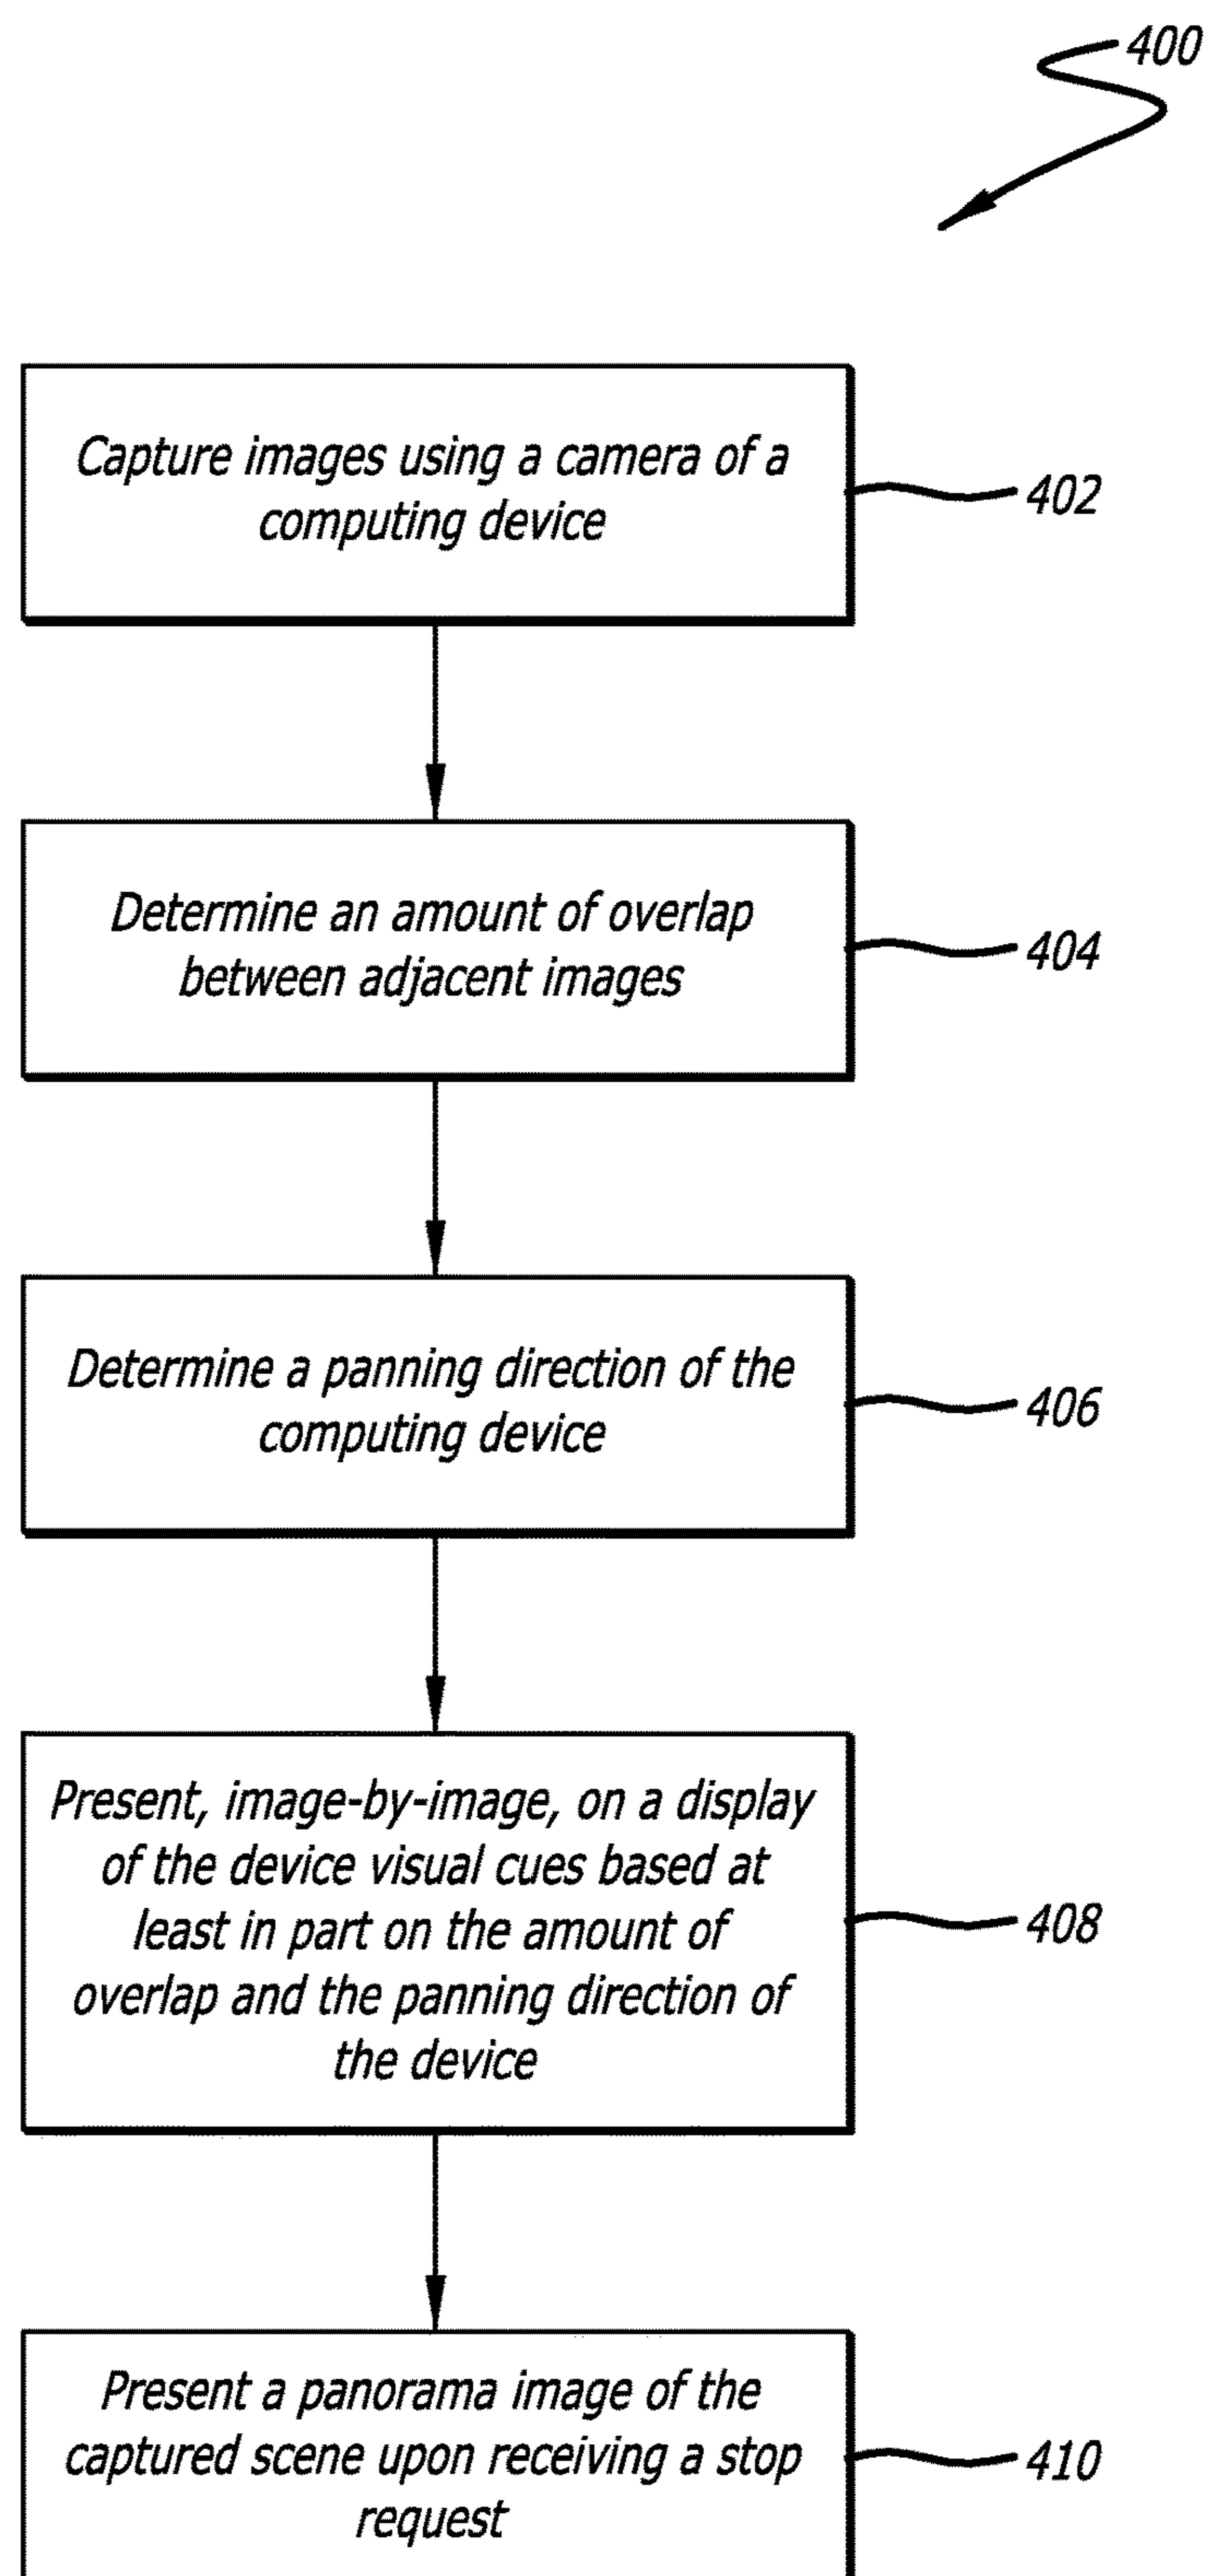 400
Capture images using a camera of a
computing device
402
Determine an amount of overlap
between adjacent images
404
Determine a panning direction of the
computing device
406
Present, image-by-image, on a display
of the device visual cues based at
least in part on the amount of
overlap and the panning direction of
the device
408
Present a panorama image of the
captured scene upon receiving a stop
request
410